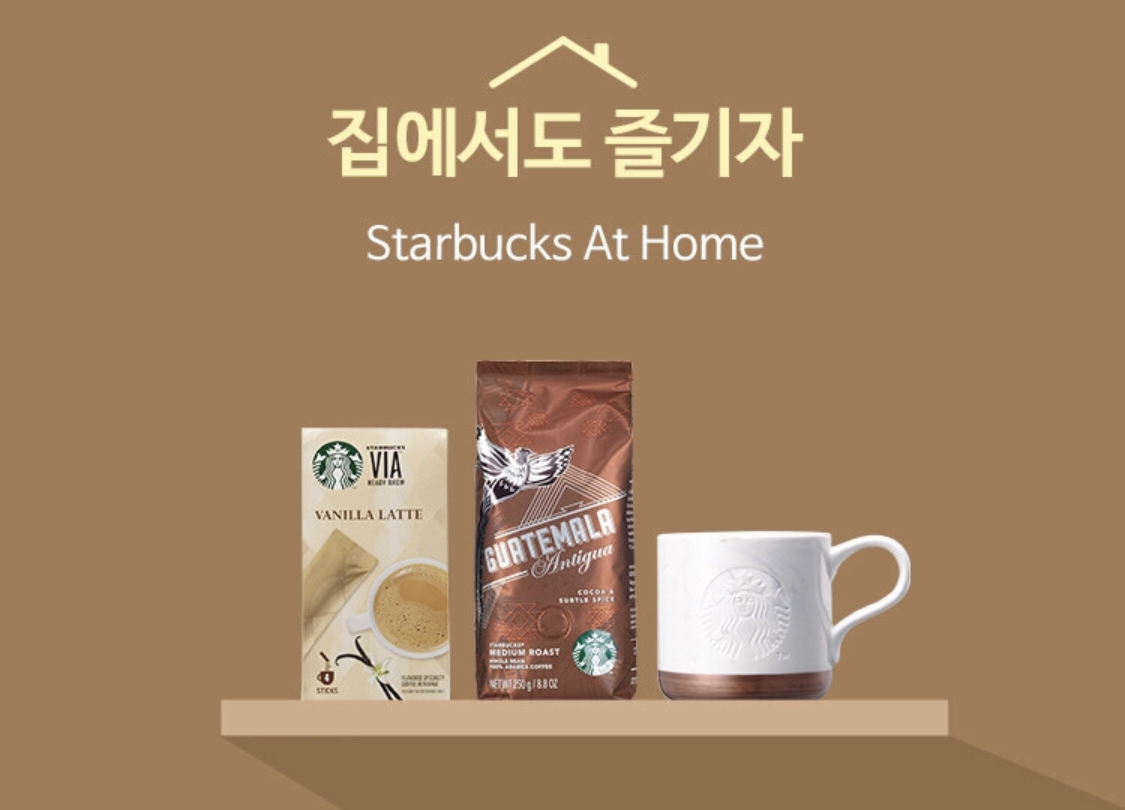 집에서도 즐기자
Starbucks At Home
STARBUCKS
VIA
READY BREW
VANILLA LATTE
4
STICKS
FLAVORED SPECIALTY
COFFEE BEVERAGE
GUATEMALA
Antigua
COCOA &
SUBTLE SPICE
STARBUCKS®
MEDIUM ROAST
WHOLE BEAN
100% ARABICA COFFEE
NET WT 250 g / 8.8 OZ